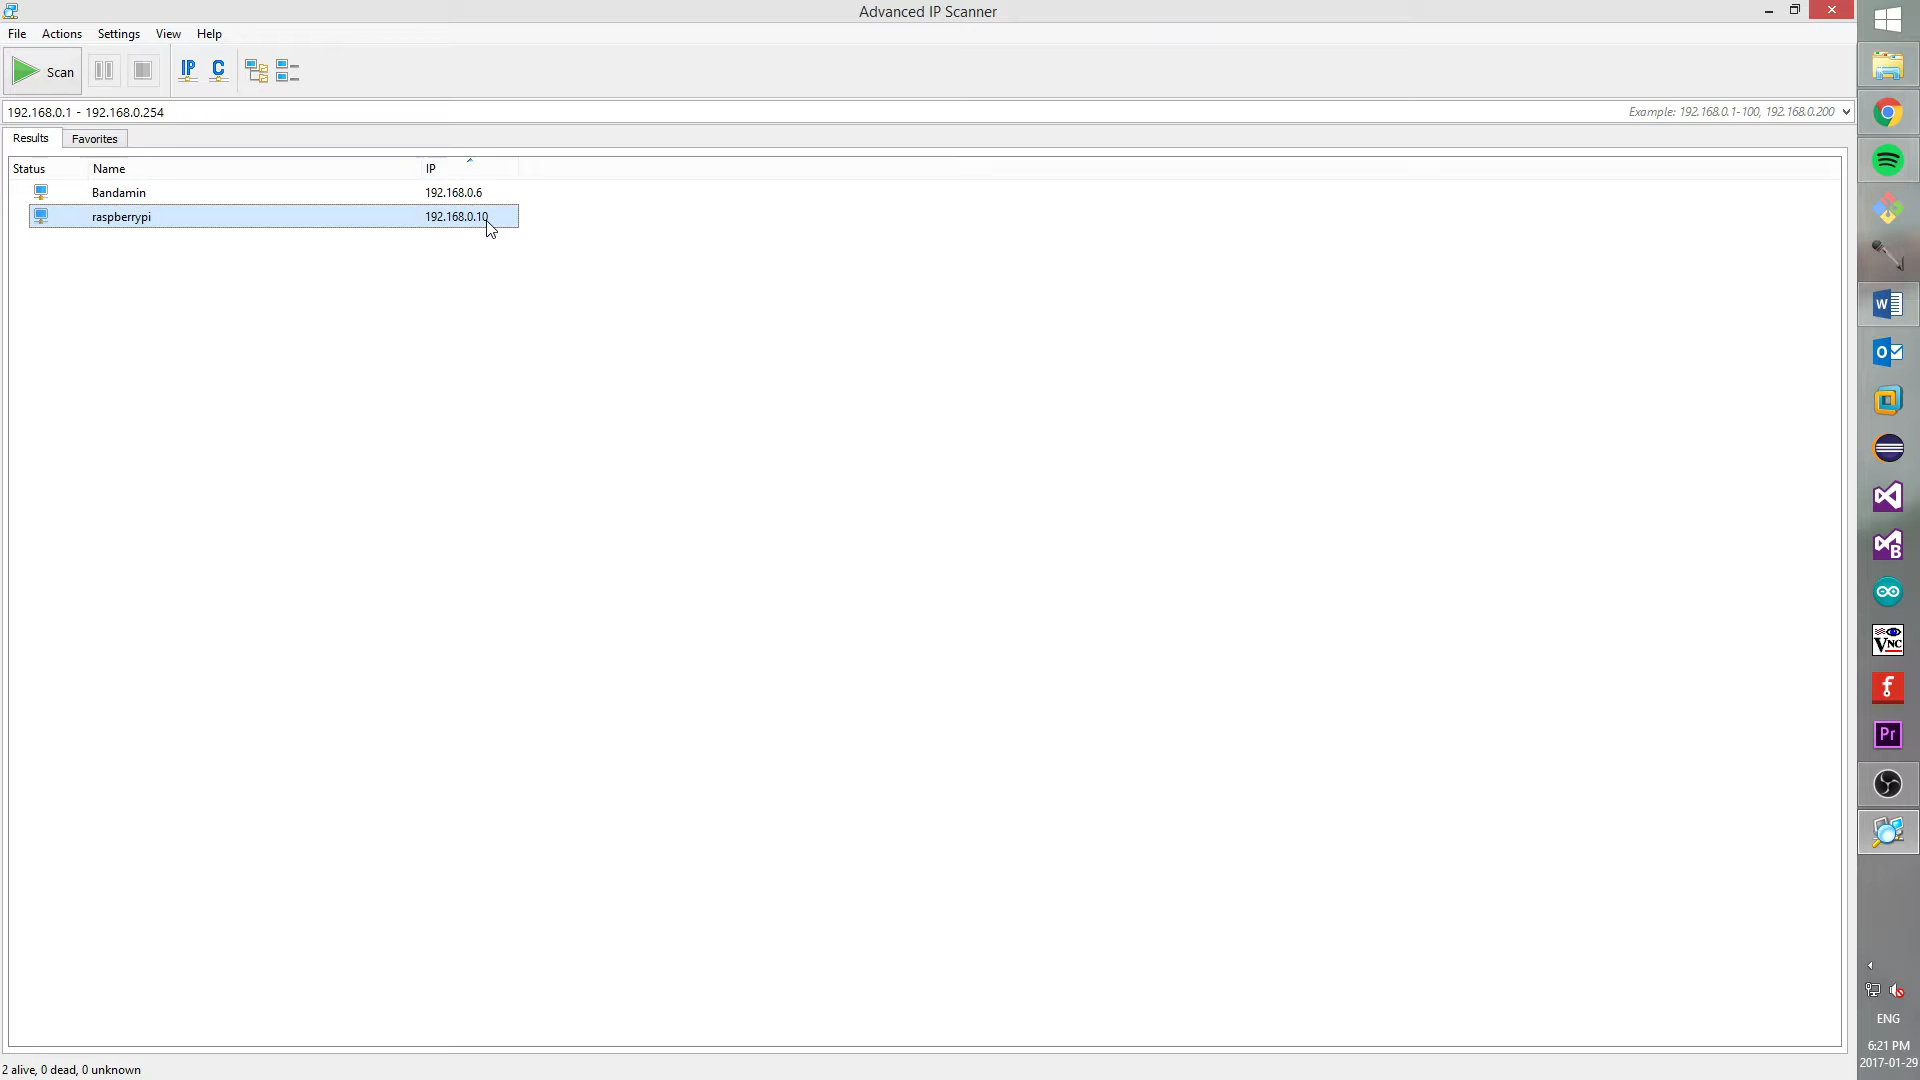 Advanced IP Scanner
File Actions Settings View Help
Scan IP C
192.168.0.1 - 192.168.0.254 Example: 192.168.0.1-100, 192.168.0.200
Results Favorites
Status Name IP
Bandamin 192.168.0.6
raspberrypi 192.168.0.10
2 alive, 0 dead, 0 unknown
W
O
B
VNC
f
Pr
ENG
6:21 PM
2017-01-29